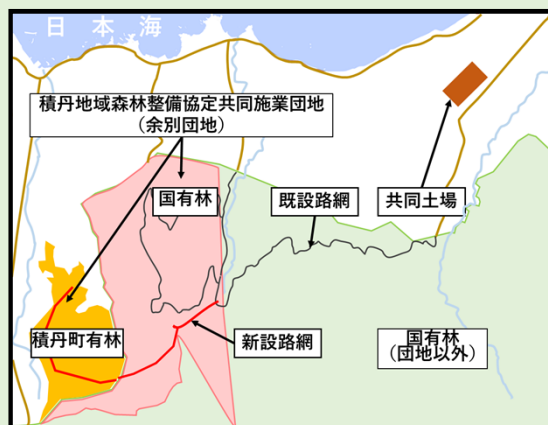 日本海
積丹地域森林整備協定共同施業団地
（余別団地）
国有林
既設路網
共同土場
積丹町有林
新設路網
国有林
（団地以外）